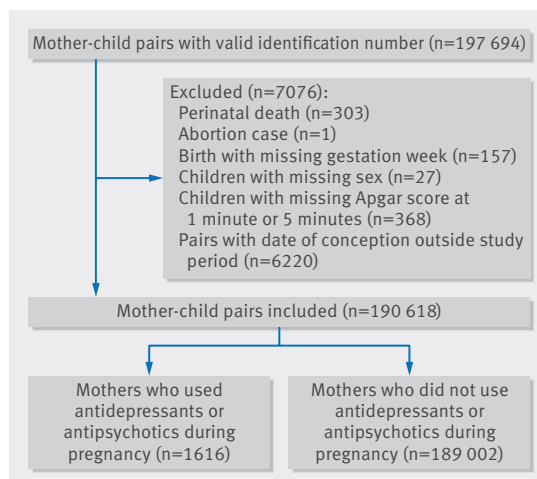 Mother-child pairs with valid identification number (n=197 694)
Excluded (n=7076):
Perinatal death (n=303)
Abortion case (n=1)
Birth with missing gestation week (n=157)
Children with missing sex (n=27)
Children with missing Apgar score at
1 minute or 5 minutes (n=368)
Pairs with date of conception outside study
period (n=6220)
Mother-child pairs included (n=190 618)
Mothers who used
antidepressants or
antipsychotics during
pregnancy (n=1616)
Mothers who did not use
antidepressants or
antipsychotics during
pregnancy (n=189 002)